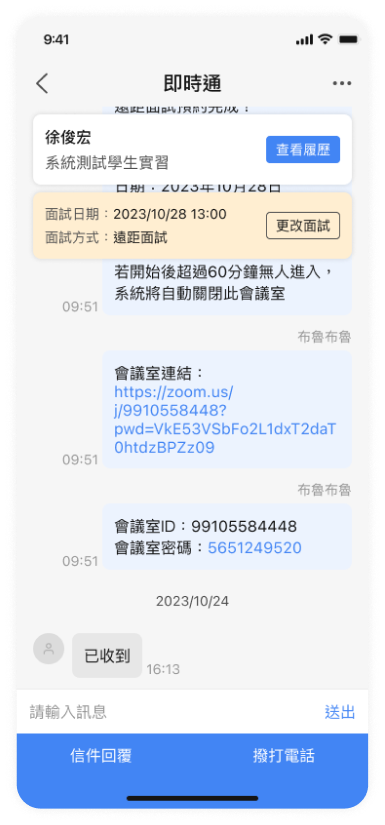 9:41
即時通
遠距面試預約完成！
徐俊宏
系統測試學生實習
查看履歷
日期：2023年10月28日
面試日期：2023/10/28 13:00
面試方式：遠距面試
更改面試
若開始後超過60分鐘無人進入，
系統將自動關閉此會議室
09:51
布魯布魯
會議室連結：
https://zoom.us/
j/9910558448?
pwd=VkE53VSbFo2L1dxT2daT
0htdzBPZz09
09:51
布魯布魯
會議室ID：99105584448
會議室密碼：5651249520
09:51
2023/10/24
已收到
16:13
請輸入訊息
送出
信件回覆
撥打電話